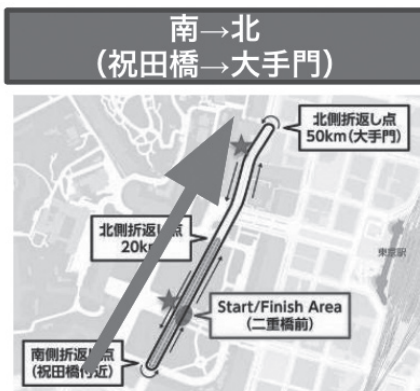 南→北
(祝田橋→大手門)
北側折返し点
50km(大手門)
北側折返し点
20km
東京駅
Start/Finish Area
(二重橋前)
南側折返し点
(祝田橋付近)